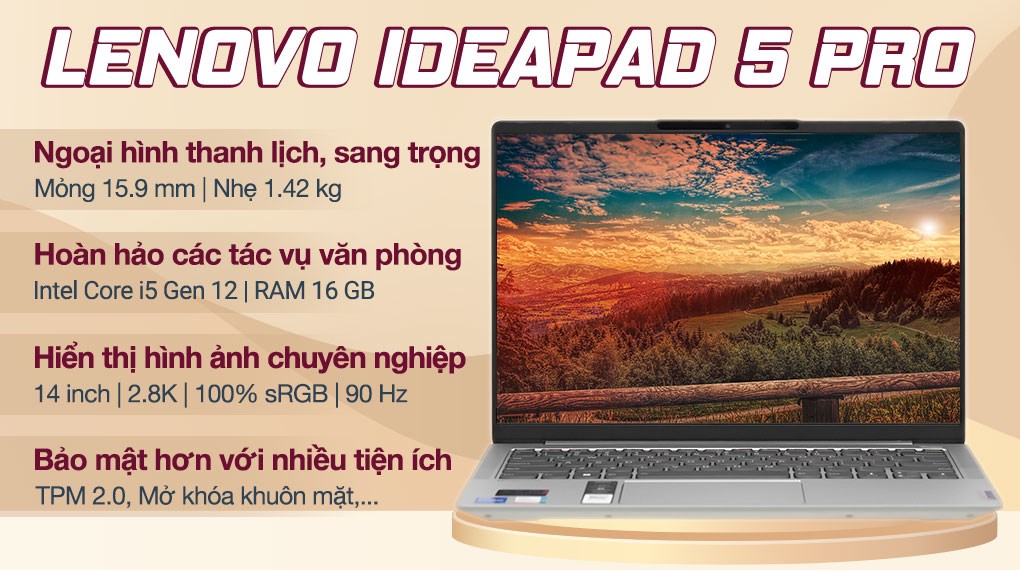 LENOVO IDEAPAD 5 PRO
Ngoại hình thanh lịch, sang trọng
Mỏng 15.9 mm | Nhẹ 1.42 kg
Hoàn hảo các tác vụ văn phòng
Intel Core i5 Gen 12 | RAM 16 GB
Hiển thị hình ảnh chuyên nghiệp
14 inch | 2.8K | 100% sRGB | 90 Hz
Bảo mật hơn với nhiều tiện ích
TPM 2.0, Mở khóa khuôn mặt,...